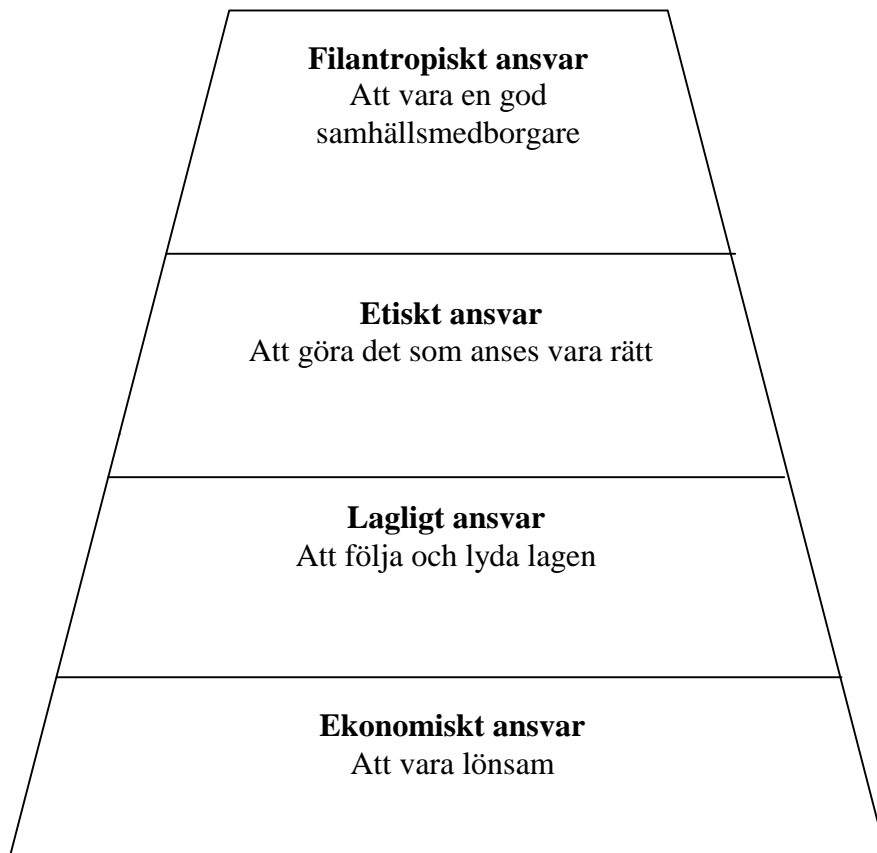 Filantropiskt ansvar
Att vara en god
samhällsmedborgare
Etiskt ansvar
Att göra det som anses vara rätt
Lagligt ansvar
Att följa och lyda lagen
Ekonomiskt ansvar
Att vara lönsam